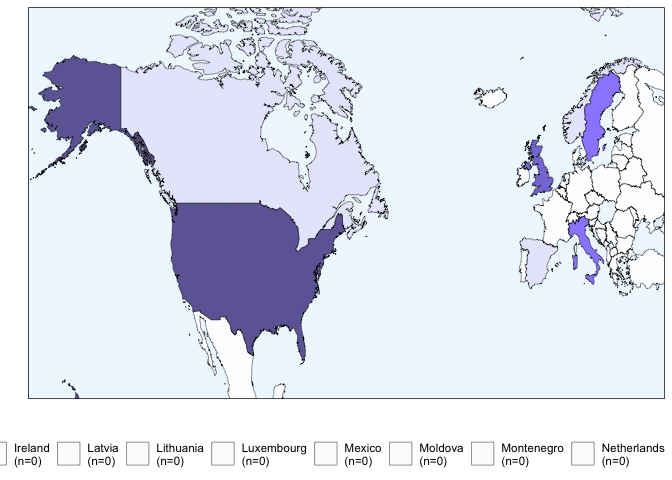 Ireland
(n=0)
Latvia
(n=0)
Lithuania
(n=0)
Luxembourg
(n=0)
Mexico
(n=0)
Moldova
(n=0)
Montenegro
(n=0)
Netherlands
(n=0)